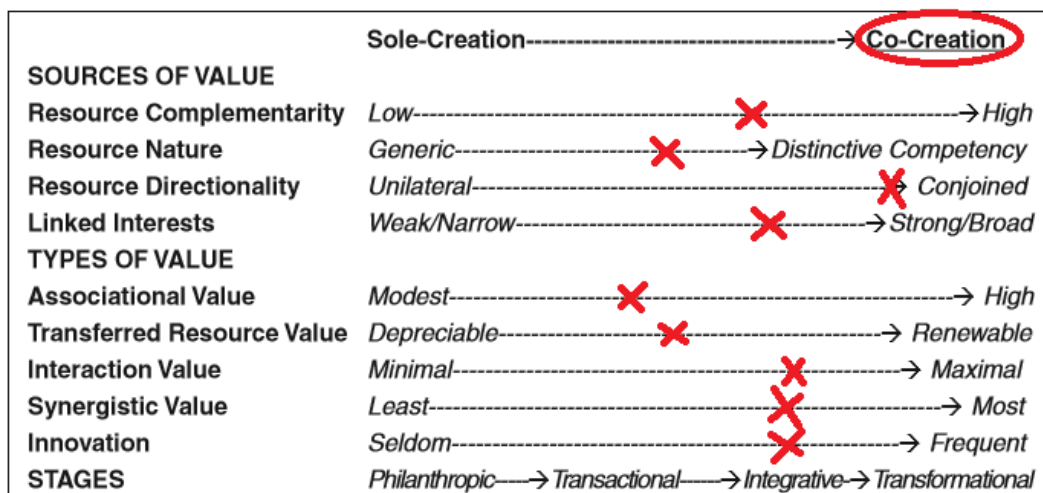 Sole-Creation------------------------------------→ Co-Creation
SOURCES OF VALUE
Resource Complementarity Low----------------------------------------------------------------→High
Resource Nature Generic-----------------------------------→Distinctive Competency
Resource Directionality Unilateral-------------------------------------------------→ Conjoined
Linked Interests Weak/Narrow------------------------------------------→Strong/Broad
TYPES OF VALUE
Associational Value Modest----------------------------------------------------------→ High
Transferred Resource Value Depreciable---------------------------------------------→ Renewable
Interaction Value Minimal-----------------------------------------------------→ Maximal
Synergistic Value Least-----------------------------------------------------------→ Most
Innovation Seldom-----------------------------------------------------→ Frequent
STAGES Philanthropic-----→Transactional------→Integrative-→Transformational